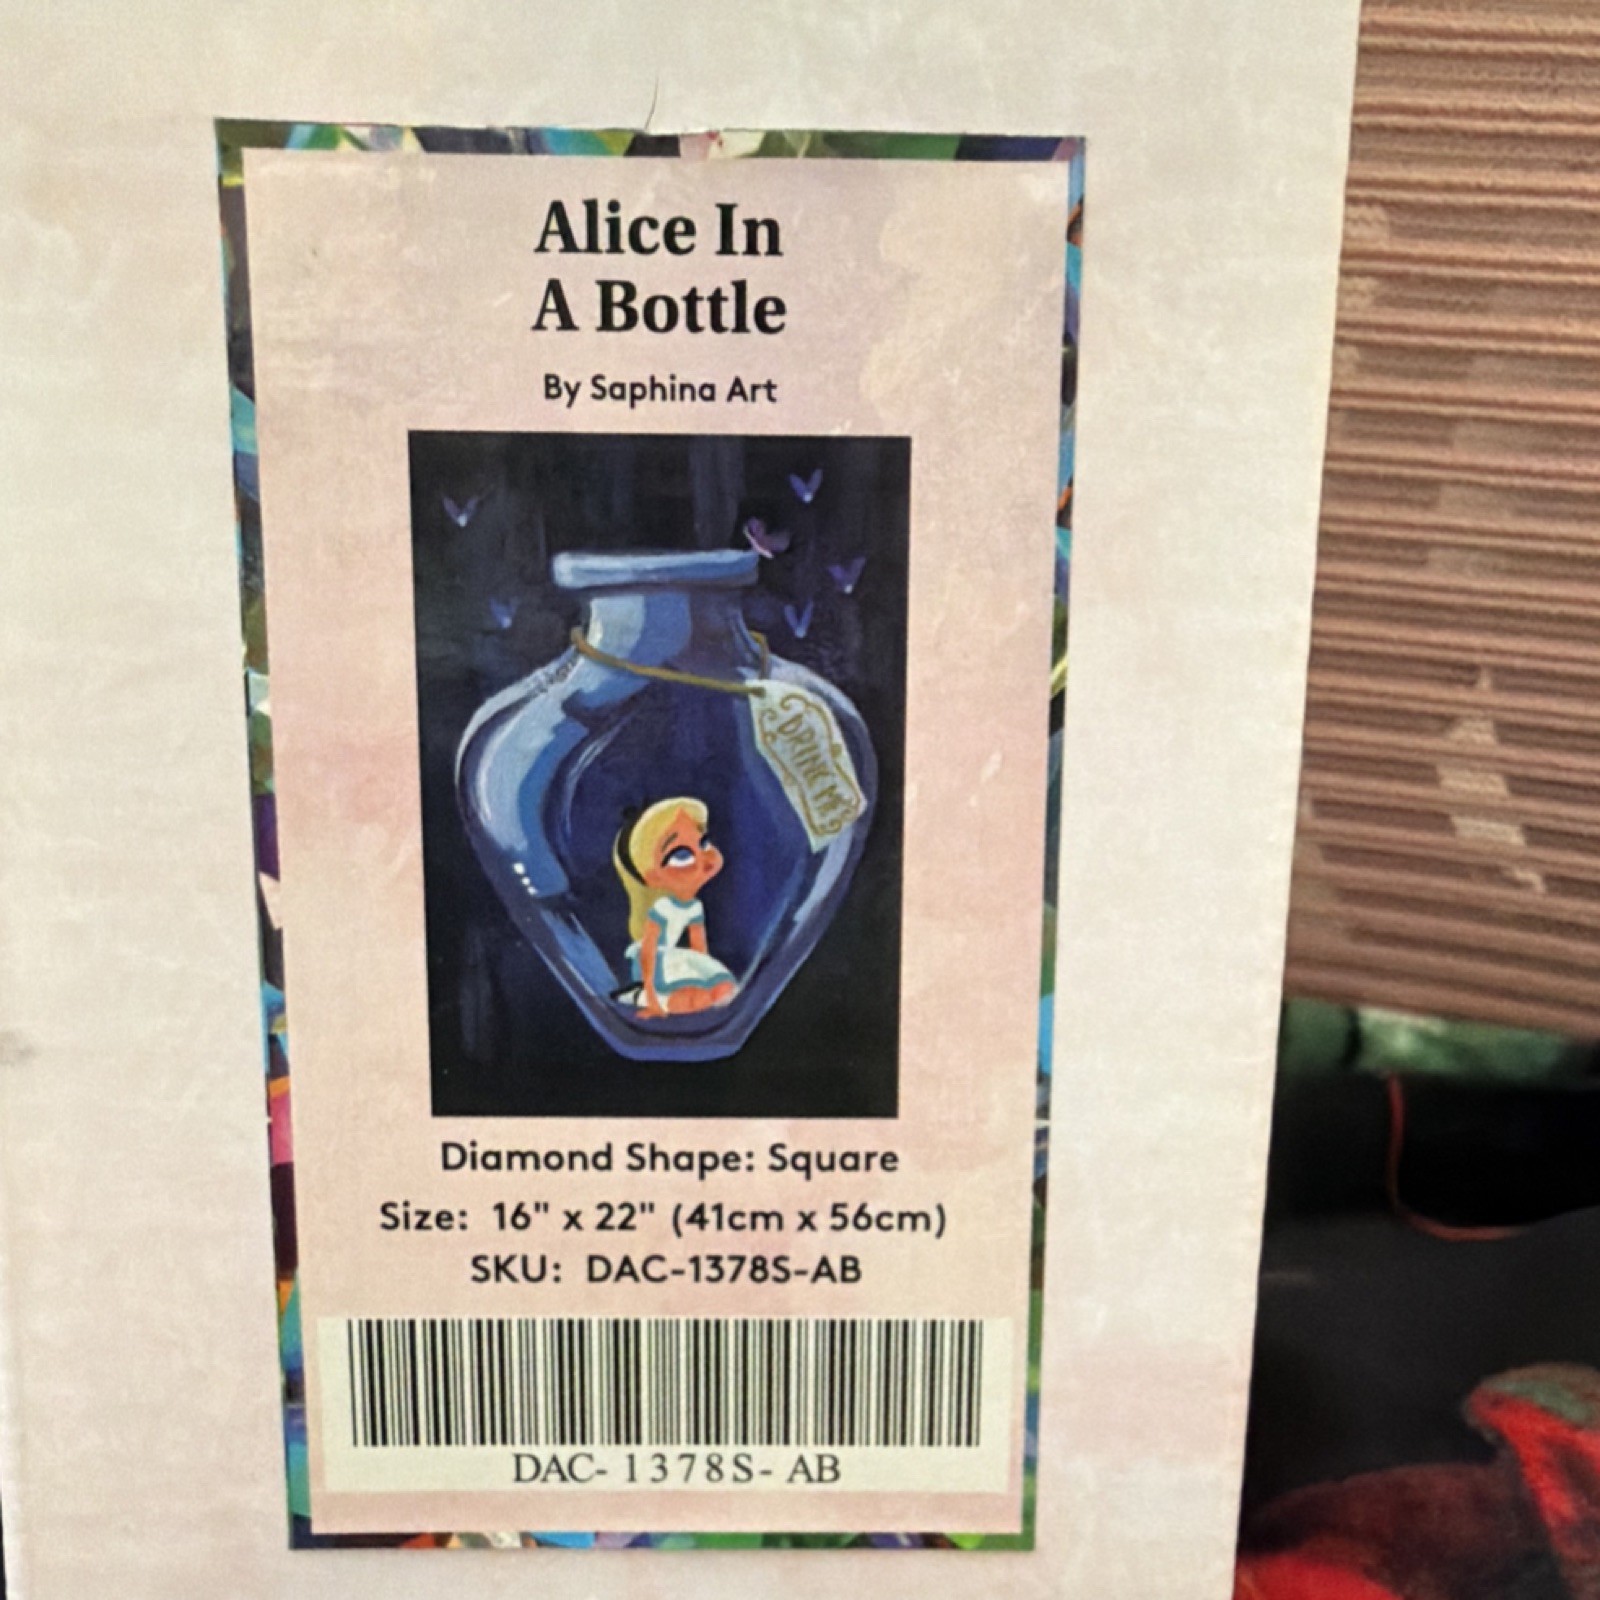 Alice In
A Bottle
By Saphina Art
DRINK ME
Diamond Shape: Square
Size: 16" x 22" (41cm x 56cm)
SKU: DAC-1378S-AB
DAC- 1378S- AB